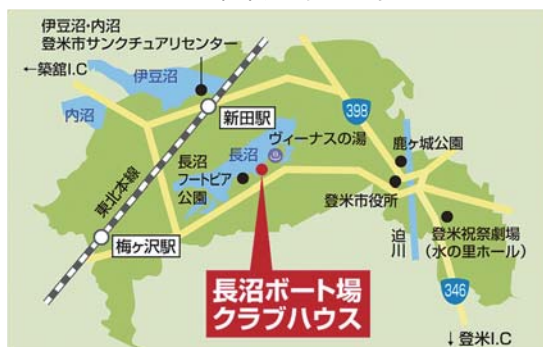 伊豆沼・内沼
登米市サンクチュアリセンター
←築館I.C
伊豆沼
内沼
新田駅
398
ヴィーナスの湯
鹿ヶ城公園
長沼
長沼
フートピア
公園
東北本線
登米市役所
梅ヶ沢駅
迫川
登米祝祭劇場
(水の里ホール)
長沼ボート場
クラブハウス
346
↓登米I.C